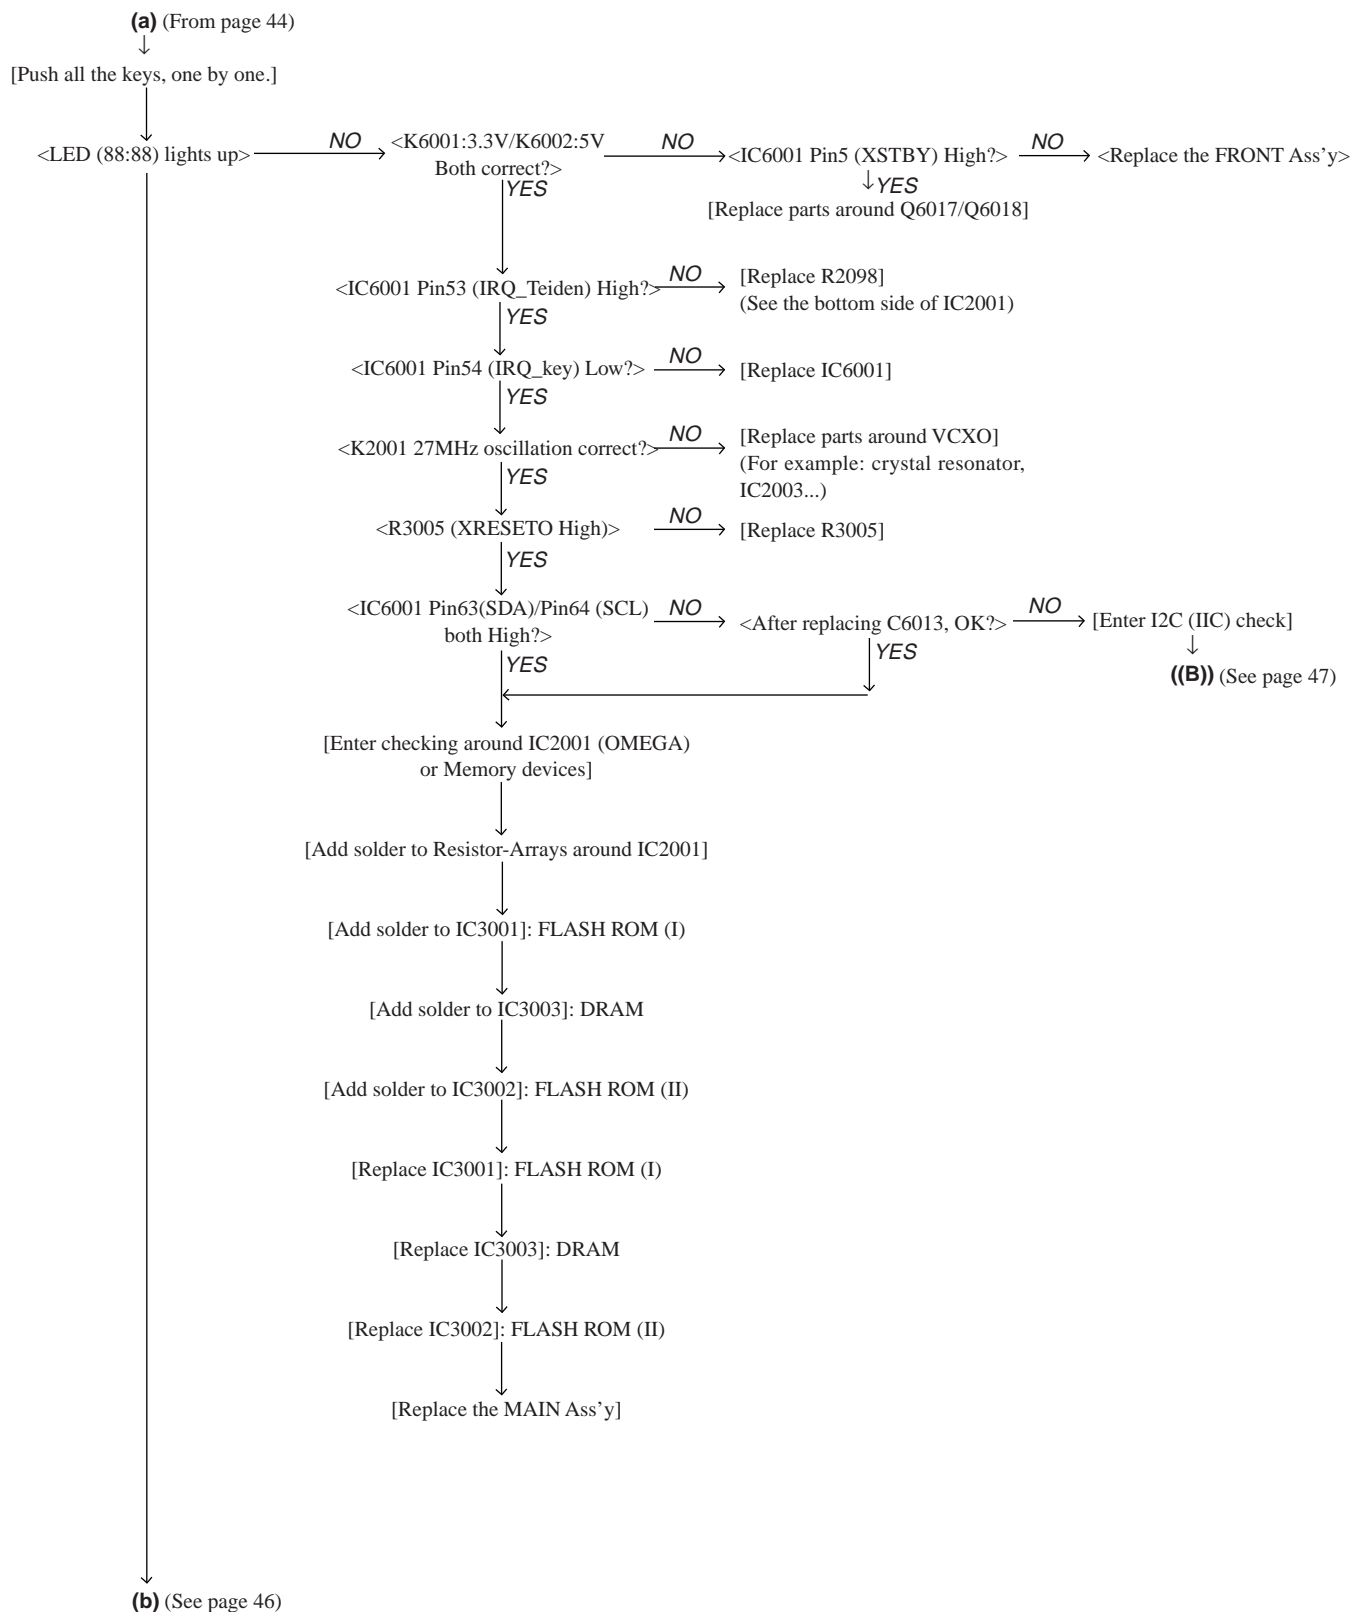 (a) (From page 44)
[Push all the keys, one by one.]
<LED (88:88) lights up>
NO
<K6001:3.3V/K6002:5V
Both correct?>
NO
<IC6001 Pin5 (XSTBY) High?>
NO
<Replace the FRONT Ass’y>
YES
YES
[Replace parts around Q6017/Q6018]
<IC6001 Pin53 (IRQ_Teiden) High?>
NO
[Replace R2098]
(See the bottom side of IC2001)
YES
<IC6001 Pin54 (IRQ_key) Low?>
NO
[Replace IC6001]
YES
<K2001 27MHz oscillation correct?>
NO
[Replace parts around VCXO]
(For example: crystal resonator,
IC2003...)
YES
<R3005 (XRESETO High)>
NO
[Replace R3005]
YES
<IC6001 Pin63(SDA)/Pin64 (SCL)
both High?>
NO
<After replacing C6013, OK?>
NO
[Enter I2C (IIC) check]
YES
YES
((B)) (See page 47)
[Enter checking around IC2001 (OMEGA)
or Memory devices]
[Add solder to Resistor-Arrays around IC2001]
[Add solder to IC3001]: FLASH ROM (I)
[Add solder to IC3003]: DRAM
[Add solder to IC3002]: FLASH ROM (II)
[Replace IC3001]: FLASH ROM (I)
[Replace IC3003]: DRAM
[Replace IC3002]: FLASH ROM (II)
[Replace the MAIN Ass’y]
(b) (See page 46)